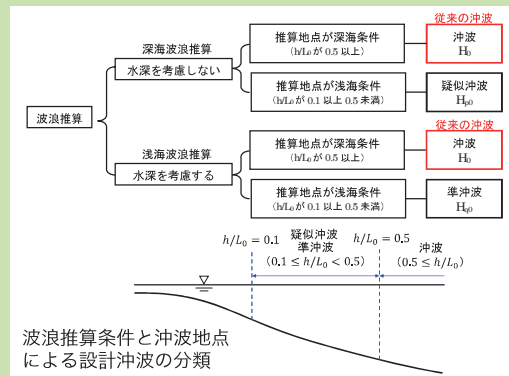 従来の沖波
深海波浪推算
推算地点が深海条件
(h/L₀ が 0.5 以上)
沖波
H₀
水深を考慮しない
推算地点が浅海条件
(h/L₀ が 0.1 以上 0.5 未満)
疑似沖波
Hp0
波浪推算
従来の沖波
浅海波浪推算
推算地点が深海条件
(h/L₀ が 0.5 以上)
沖波
H₀
水深を考慮する
推算地点が浅海条件
(h/L₀ が 0.1 以上 0.5 未満)
準沖波
Hq0
h/L₀ = 0.1
疑似沖波
準沖波
(0.1 ≤ h/L₀ < 0.5)
h/L₀ = 0.5
沖波
(0.5 ≤ h/L₀)
波浪推算条件と沖波地点
による設計沖波の分類